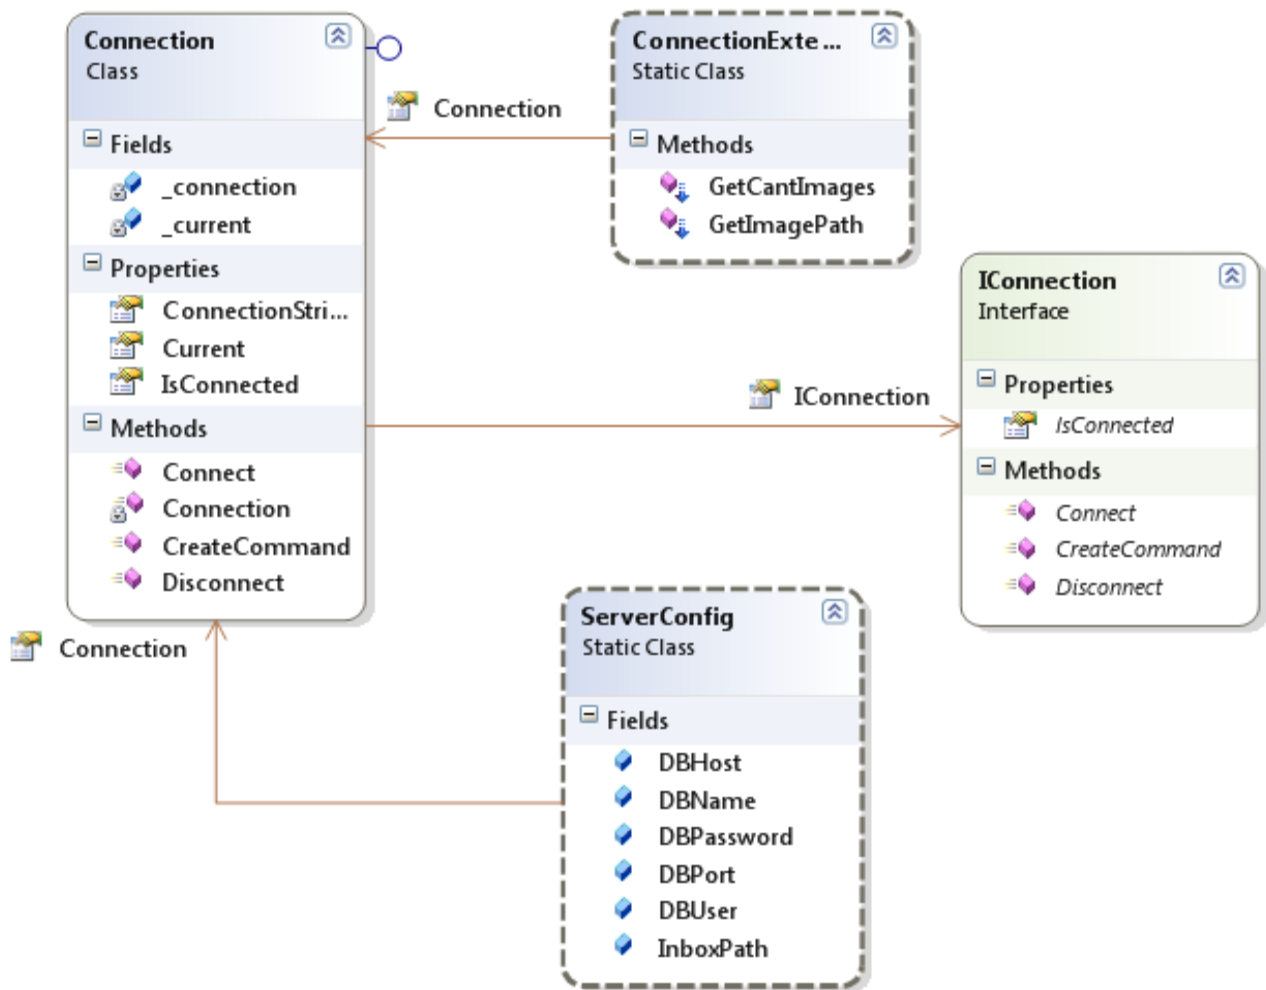 Connection
Class
Fields
_connection
_current
Properties
ConnectionStri...
Current
IsConnected
Methods
Connect
Connection
CreateCommand
Disconnect
Connection
ConnectionExte ...
Static Class
Methods
GetCantImages
GetImagePath
IConnection
IConnection
Interface
Properties
IsConnected
Methods
Connect
CreateCommand
Disconnect
Connection
ServerConfig
Static Class
Fields
DBHost
DBName
DBPassword
DBPort
DBUser
InboxPath